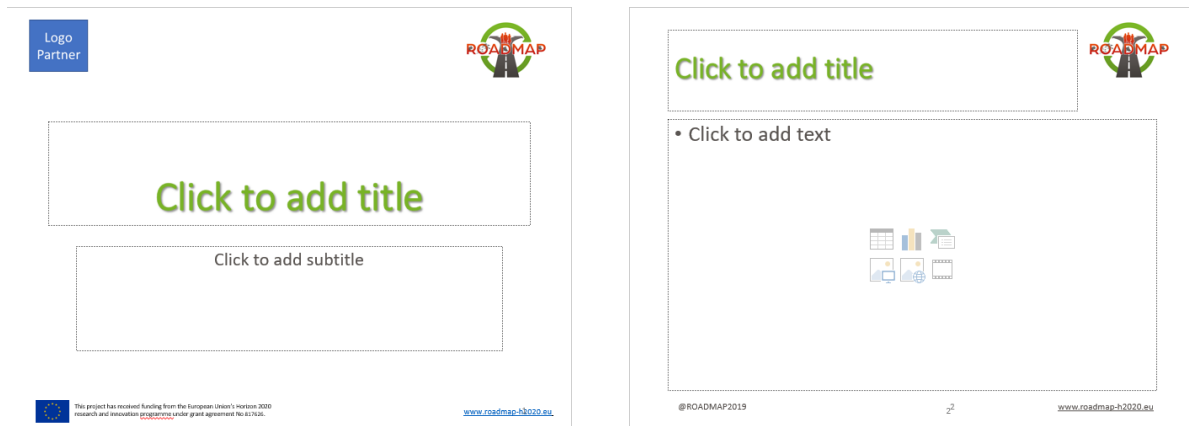 Logo
Partner
ROADMAP
Click to add title
Click to add subtitle
This project has received funding from the European Union's Horizon 2020
research and innovation programme under grant agreement No 817626.
www.roadmap-h2020.eu
ROADMAP
Click to add title
• Click to add text
@ROADMAP2019
2
2
www.roadmap-h2020.eu